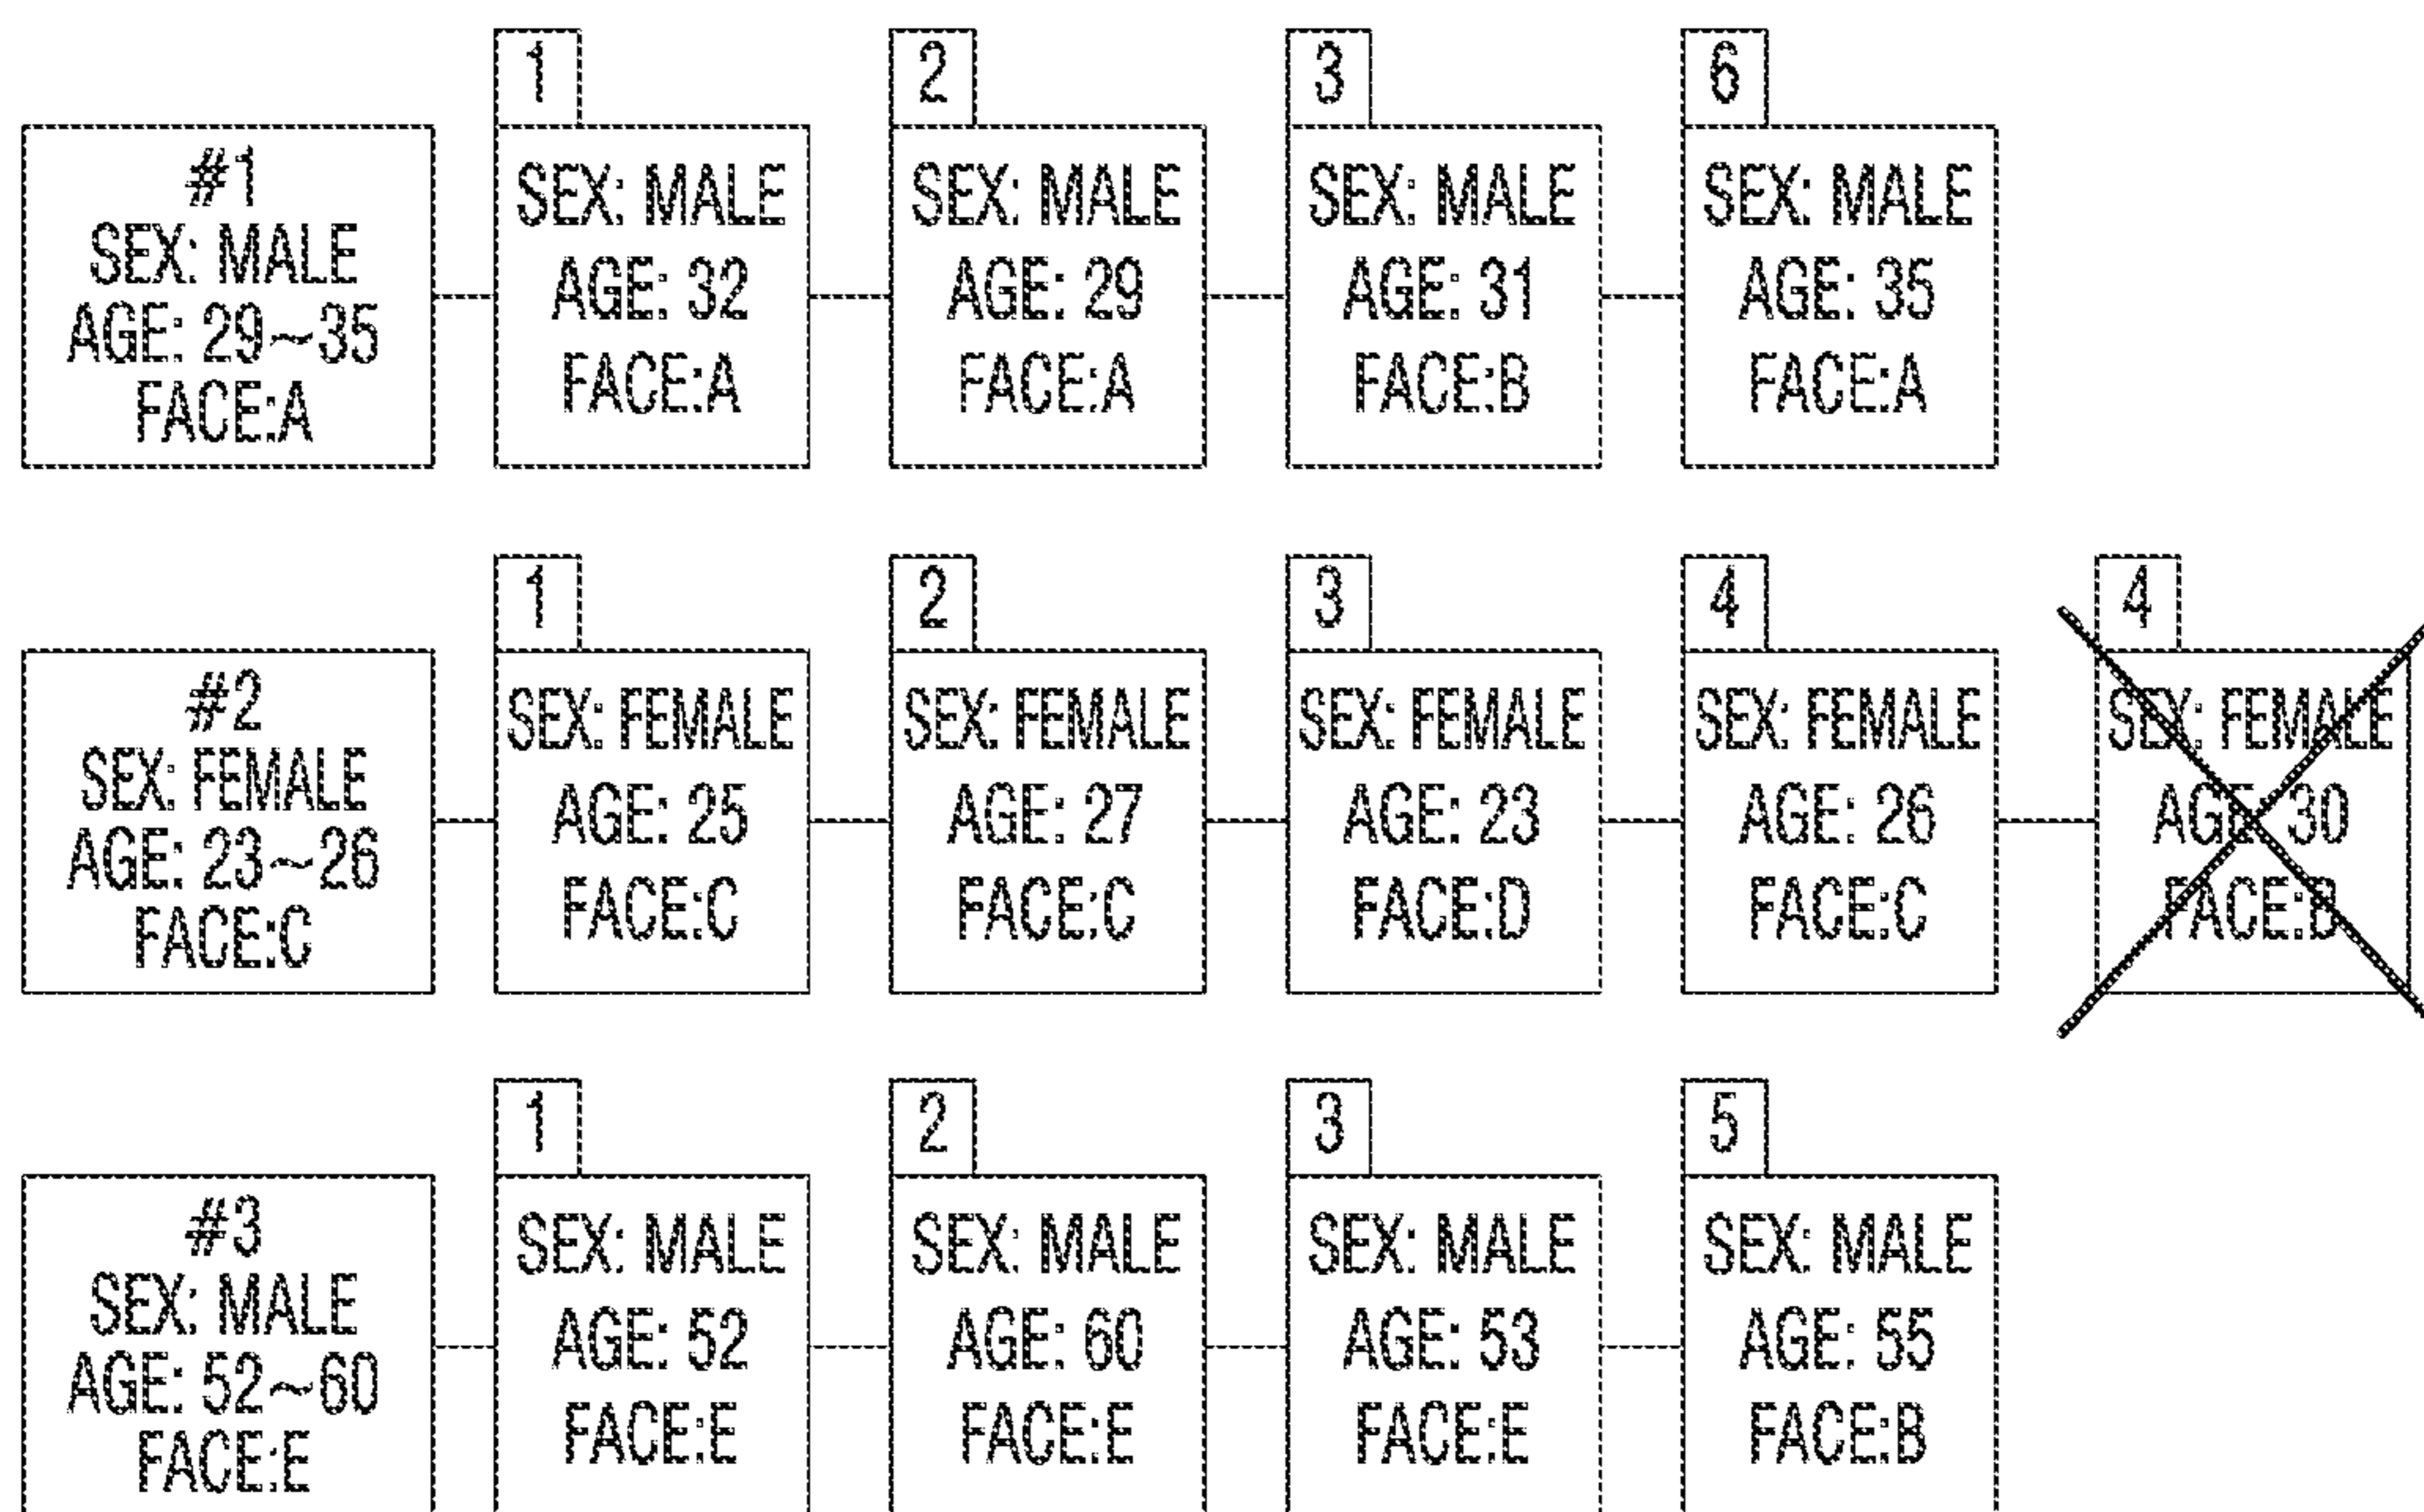 #1
SEX: MALE
AGE: 29~35
FACE:A
1
SEX: MALE
AGE: 32
FACE:A
2
SEX: MALE
AGE: 29
FACE:A
3
SEX: MALE
AGE: 31
FACE:B
6
SEX: MALE
AGE: 35
FACE:A
#2
SEX: FEMALE
AGE: 23~26
FACE:C
1
SEX: FEMALE
AGE: 25
FACE:C
2
SEX: FEMALE
AGE: 27
FACE:C
3
SEX: FEMALE
AGE: 23
FACE:D
4
SEX: FEMALE
AGE: 26
FACE:C
4
SEX: FEMALE
AGE: 30
#3
SEX: MALE
AGE: 52~60
FACE:E
1
SEX: MALE
AGE: 52
FACE:E
2
SEX: MALE
AGE: 60
FACE:E
3
SEX: MALE
AGE: 53
FACE:E
5
SEX: MALE
AGE: 55
FACE:B